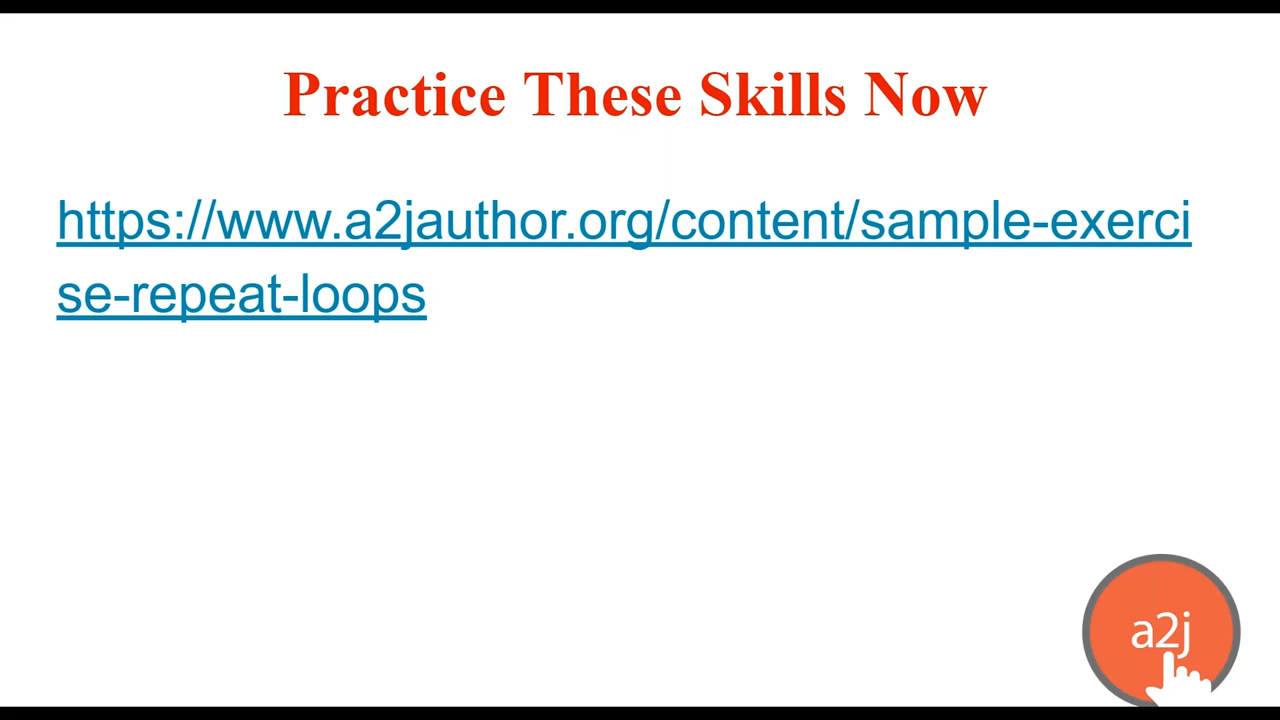 Practice These Skills Now
https://www.a2jauthor.org/content/sample-exerci
se-repeat-loops
a2j